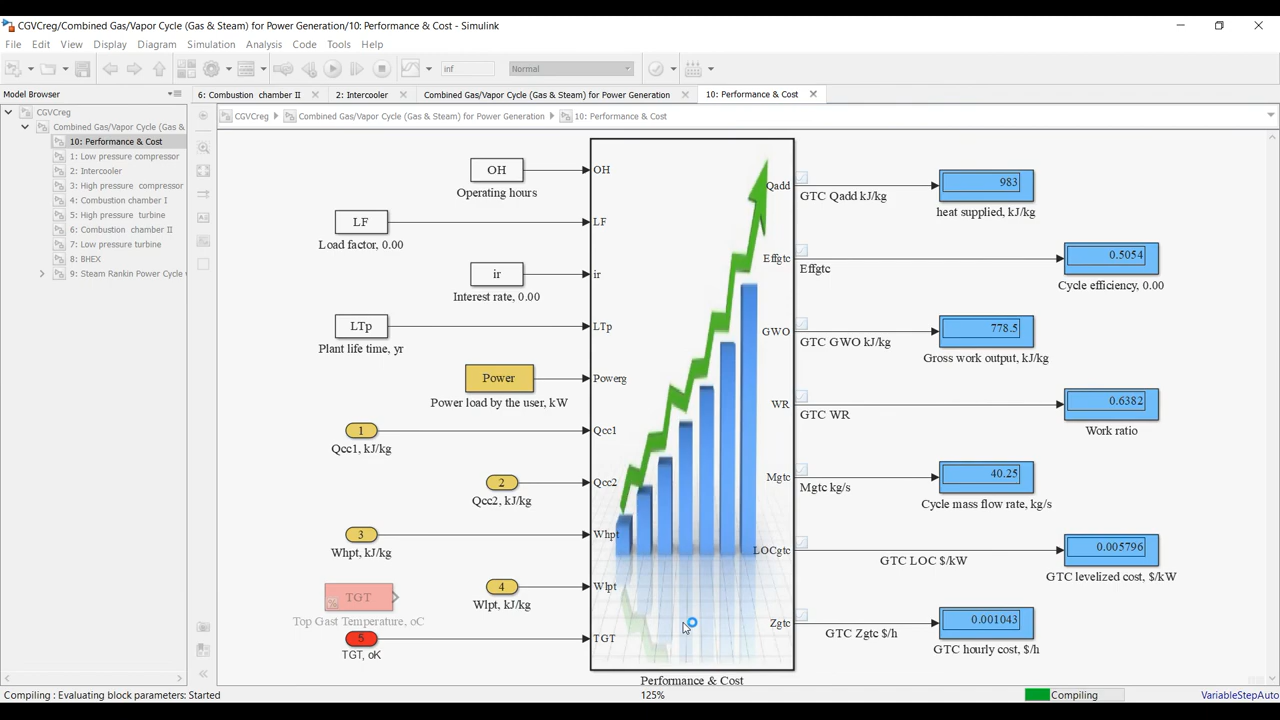 CGVCreg/Combined Gas/Vapor Cycle (Gas & Steam) for Power Generation/10: Performance & Cost - Simulink
File Edit View Display Diagram Simulation Analysis Code Tools Help
inf Normal
Model Browser
6: Combustion chamber II
2: Intercooler
Combined Gas/Vapor Cycle (Gas & Steam) for Power Generation
10: Performance & Cost
CGVCreg
Combined Gas/Vapor Cycle (Gas & Steam) for Power Generation
10: Performance & Cost
CGVCreg
Combined Gas/Vapor Cycle (Gas &
10: Performance & Cost
1: Low pressure compressor
2: Intercooler
3: High pressure compressor
4: Combustion chamber I
5: High pressure turbine
6: Combustion chamber II
7: Low pressure turbine
8: BHEX
9: Steam Rankin Power Cycle
OH
Operating hours
LF
Load factor, 0.00
ir
Interest rate, 0.00
LTp
Plant life time, yr
Power
Power load by the user, kW
1
Qcc1, kJ/kg
2
Qcc2, kJ/kg
3
Whpt, kJ/kg
4
Wlpt, kJ/kg
TGT
Top Gast Temperature, oC
5
TGT, oK
OH
LF
ir
LTp
Powerg
Qcc1
Qcc2
Whpt
Wlpt
TGT
Qadd
Effgtc
GWO
WR
Mgtc
LOCgtc
Zgtc
Performance & Cost
GTC Qadd kJ/kg
983
heat supplied, kJ/kg
Effgtc
0.5054
Cycle efficiency, 0.00
GTC GWO kJ/kg
778.5
Gross work output, kJ/kg
GTC WR
0.6382
Work ratio
Mgtc kg/s
40.25
Cycle mass flow rate, kg/s
GTC LOC $/kW
0.005796
GTC levelized cost, $/kW
GTC Zgtc $/h
0.001043
GTC hourly cost, $/h
Compiling : Evaluating block parameters: Started
125%
Compiling
VariableStepAuto